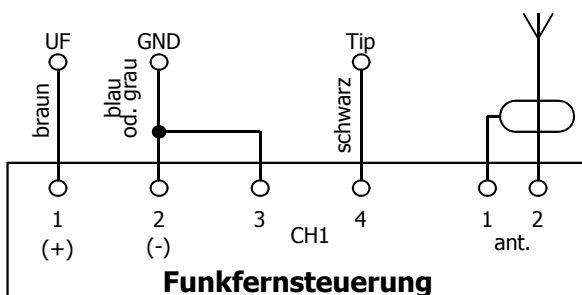 UF GND Tip
braun
blau
od. grau
schwarz
1 2 3 4 1 2
(+) (-) CH1 ant.
Funkfernsteuerung